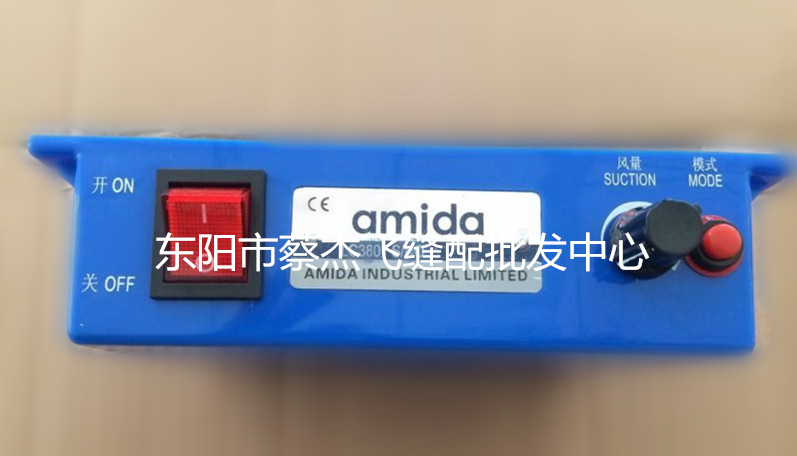 开 ON
关 OFF
CE
amida
AMIDA INDUSTRIAL LIMITED
风量
SUCTION
模式
MODE
东阳市蔡杰飞缝配批发中心